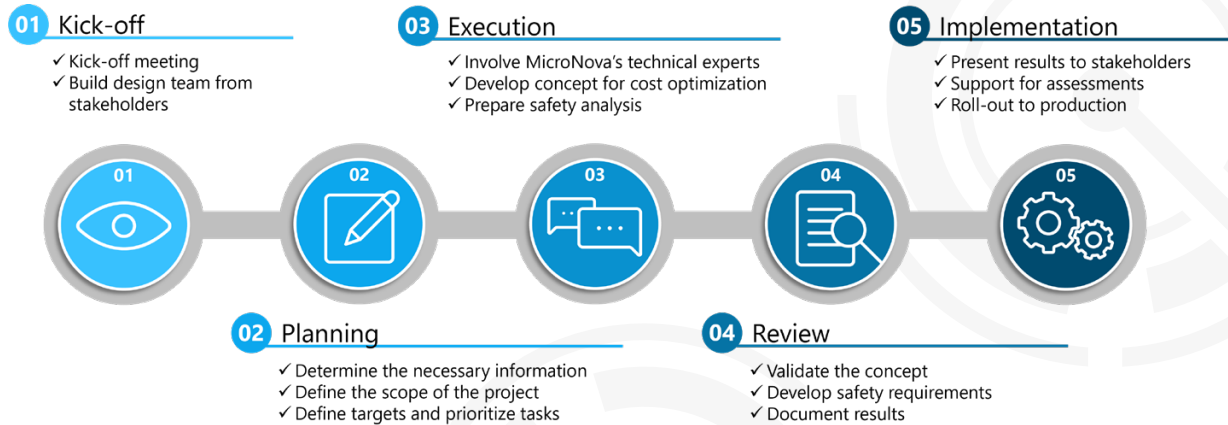 01 Kick-off
✓ Kick-off meeting
✓ Build design team from
stakeholders
03 Execution
✓ Involve MicroNova's technical experts
✓ Develop concept for cost optimization
✓ Prepare safety analysis
05 Implementation
✓ Present results to stakeholders
✓ Support for assessments
✓ Roll-out to production
01
02
03
04
05
02 Planning
✓ Determine the necessary information
✓ Define the scope of the project
✓ Define targets and prioritize tasks
04 Review
✓ Validate the concept
✓ Develop safety requirements
✓ Document results